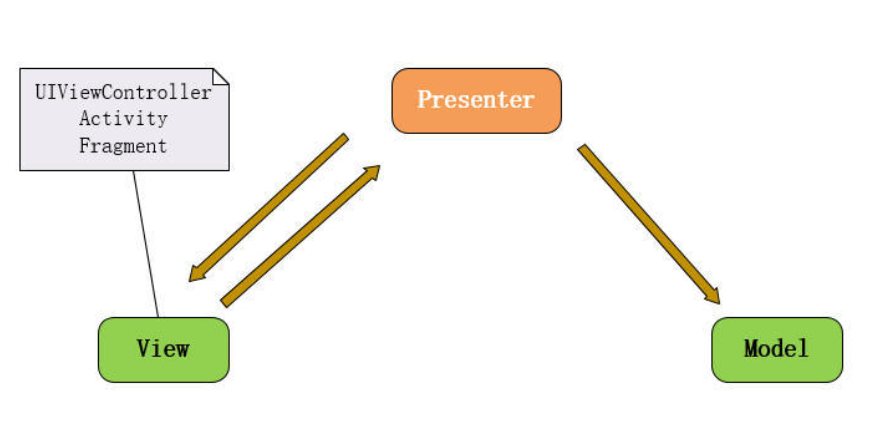 UIViewController
Activity
Fragment
Presenter
View
Model